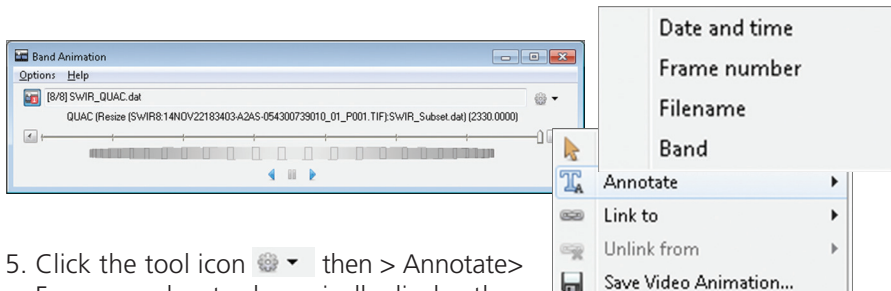 Band Animation
Options Help
[8/8] SWIR_QUAC.dat
QUAC (Resize (SWIR8:14NOV22183403-A2AS-054300739010_01_P001.TIF):SWIR_Subset.dat) (2330.0000)
Date and time
Frame number
Filename
Band
Annotate
Link to
Unlink from
Save Video Animation...
5. Click the tool icon then > Annotate>